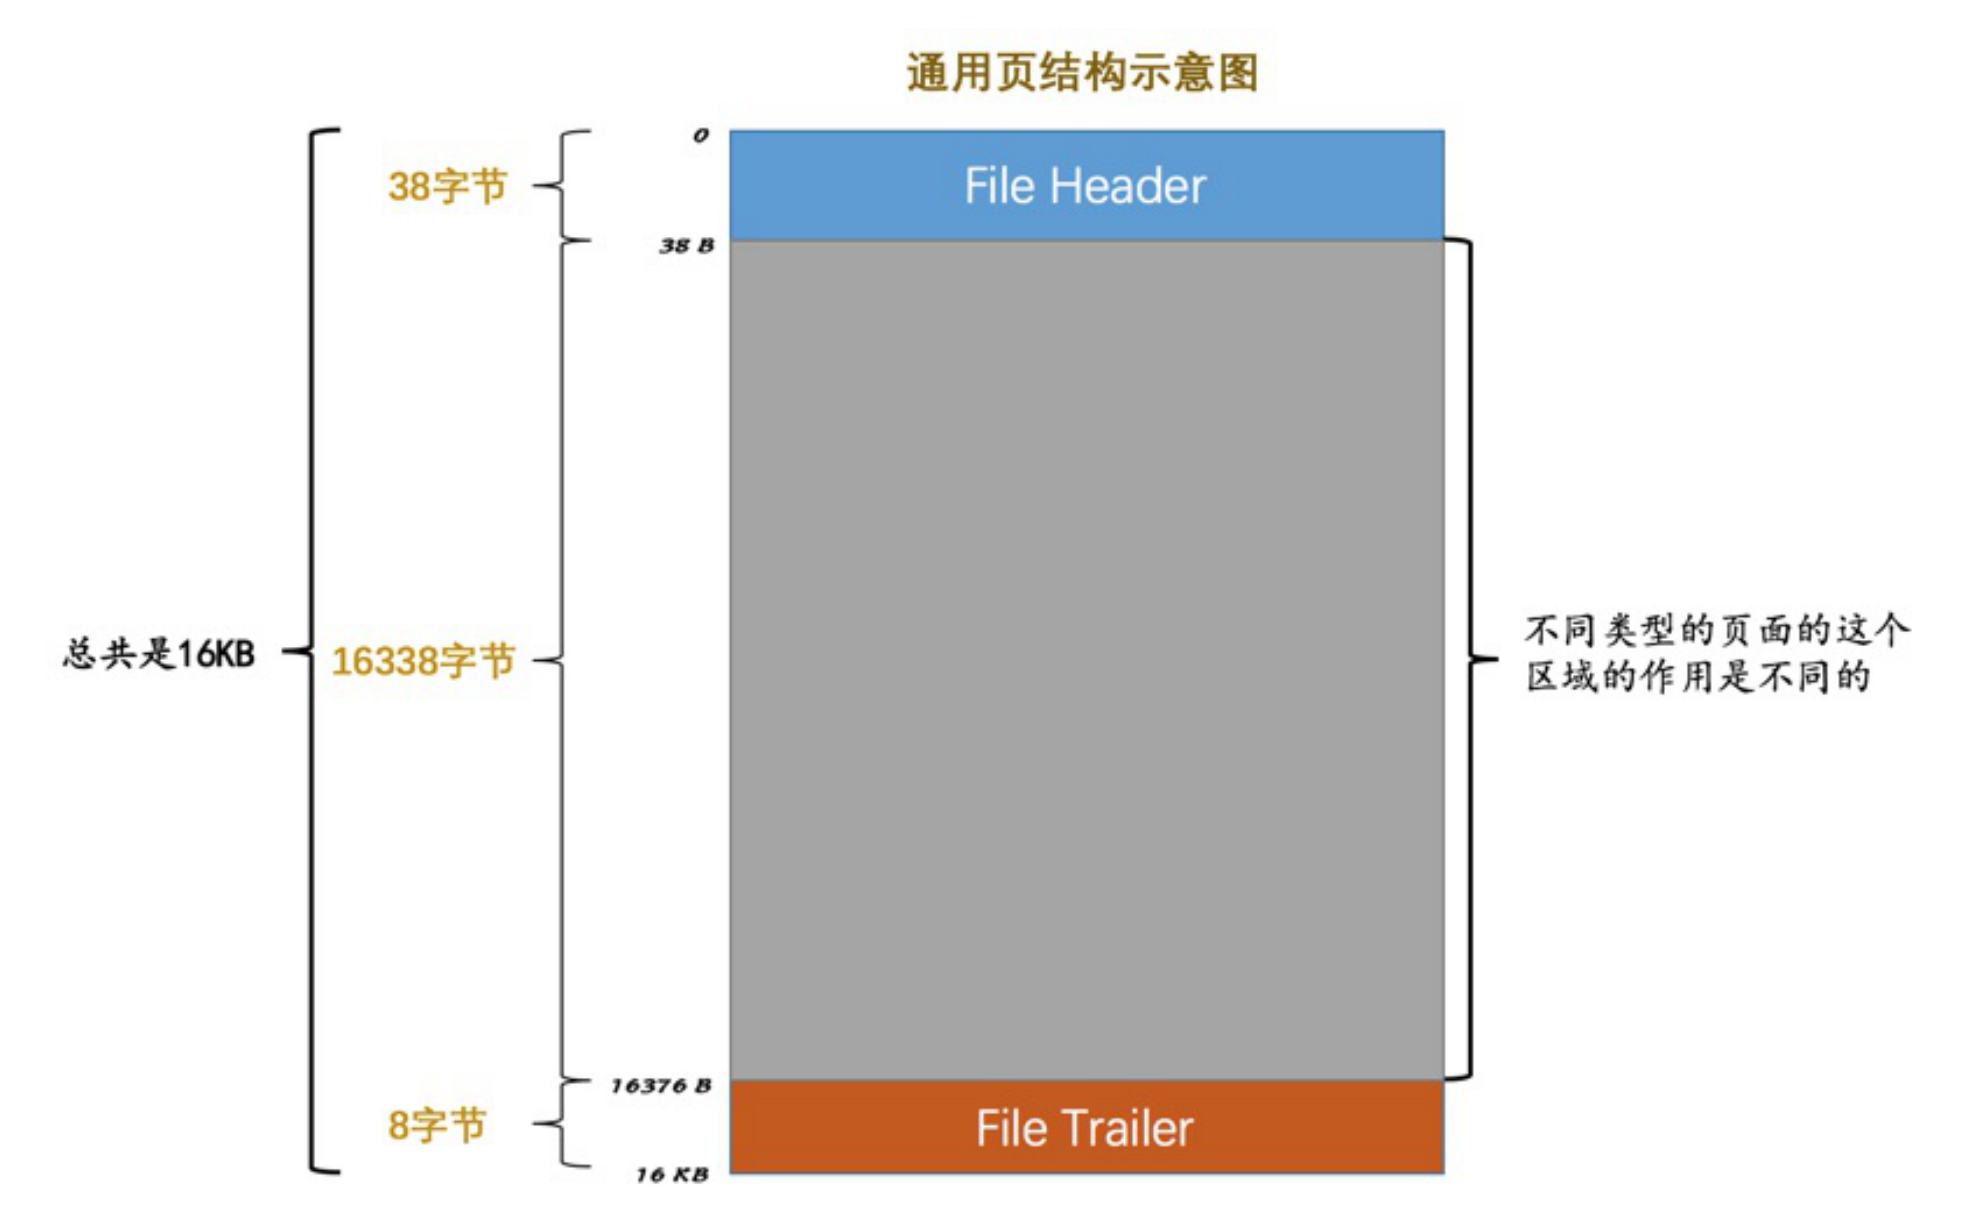 通用页结构示意图
0
38字节
File Header
38 B
总共是16KB
16338字节
不同类型的页面的这个
区域的作用是不同的
16376 B
8字节
File Trailer
16 KB